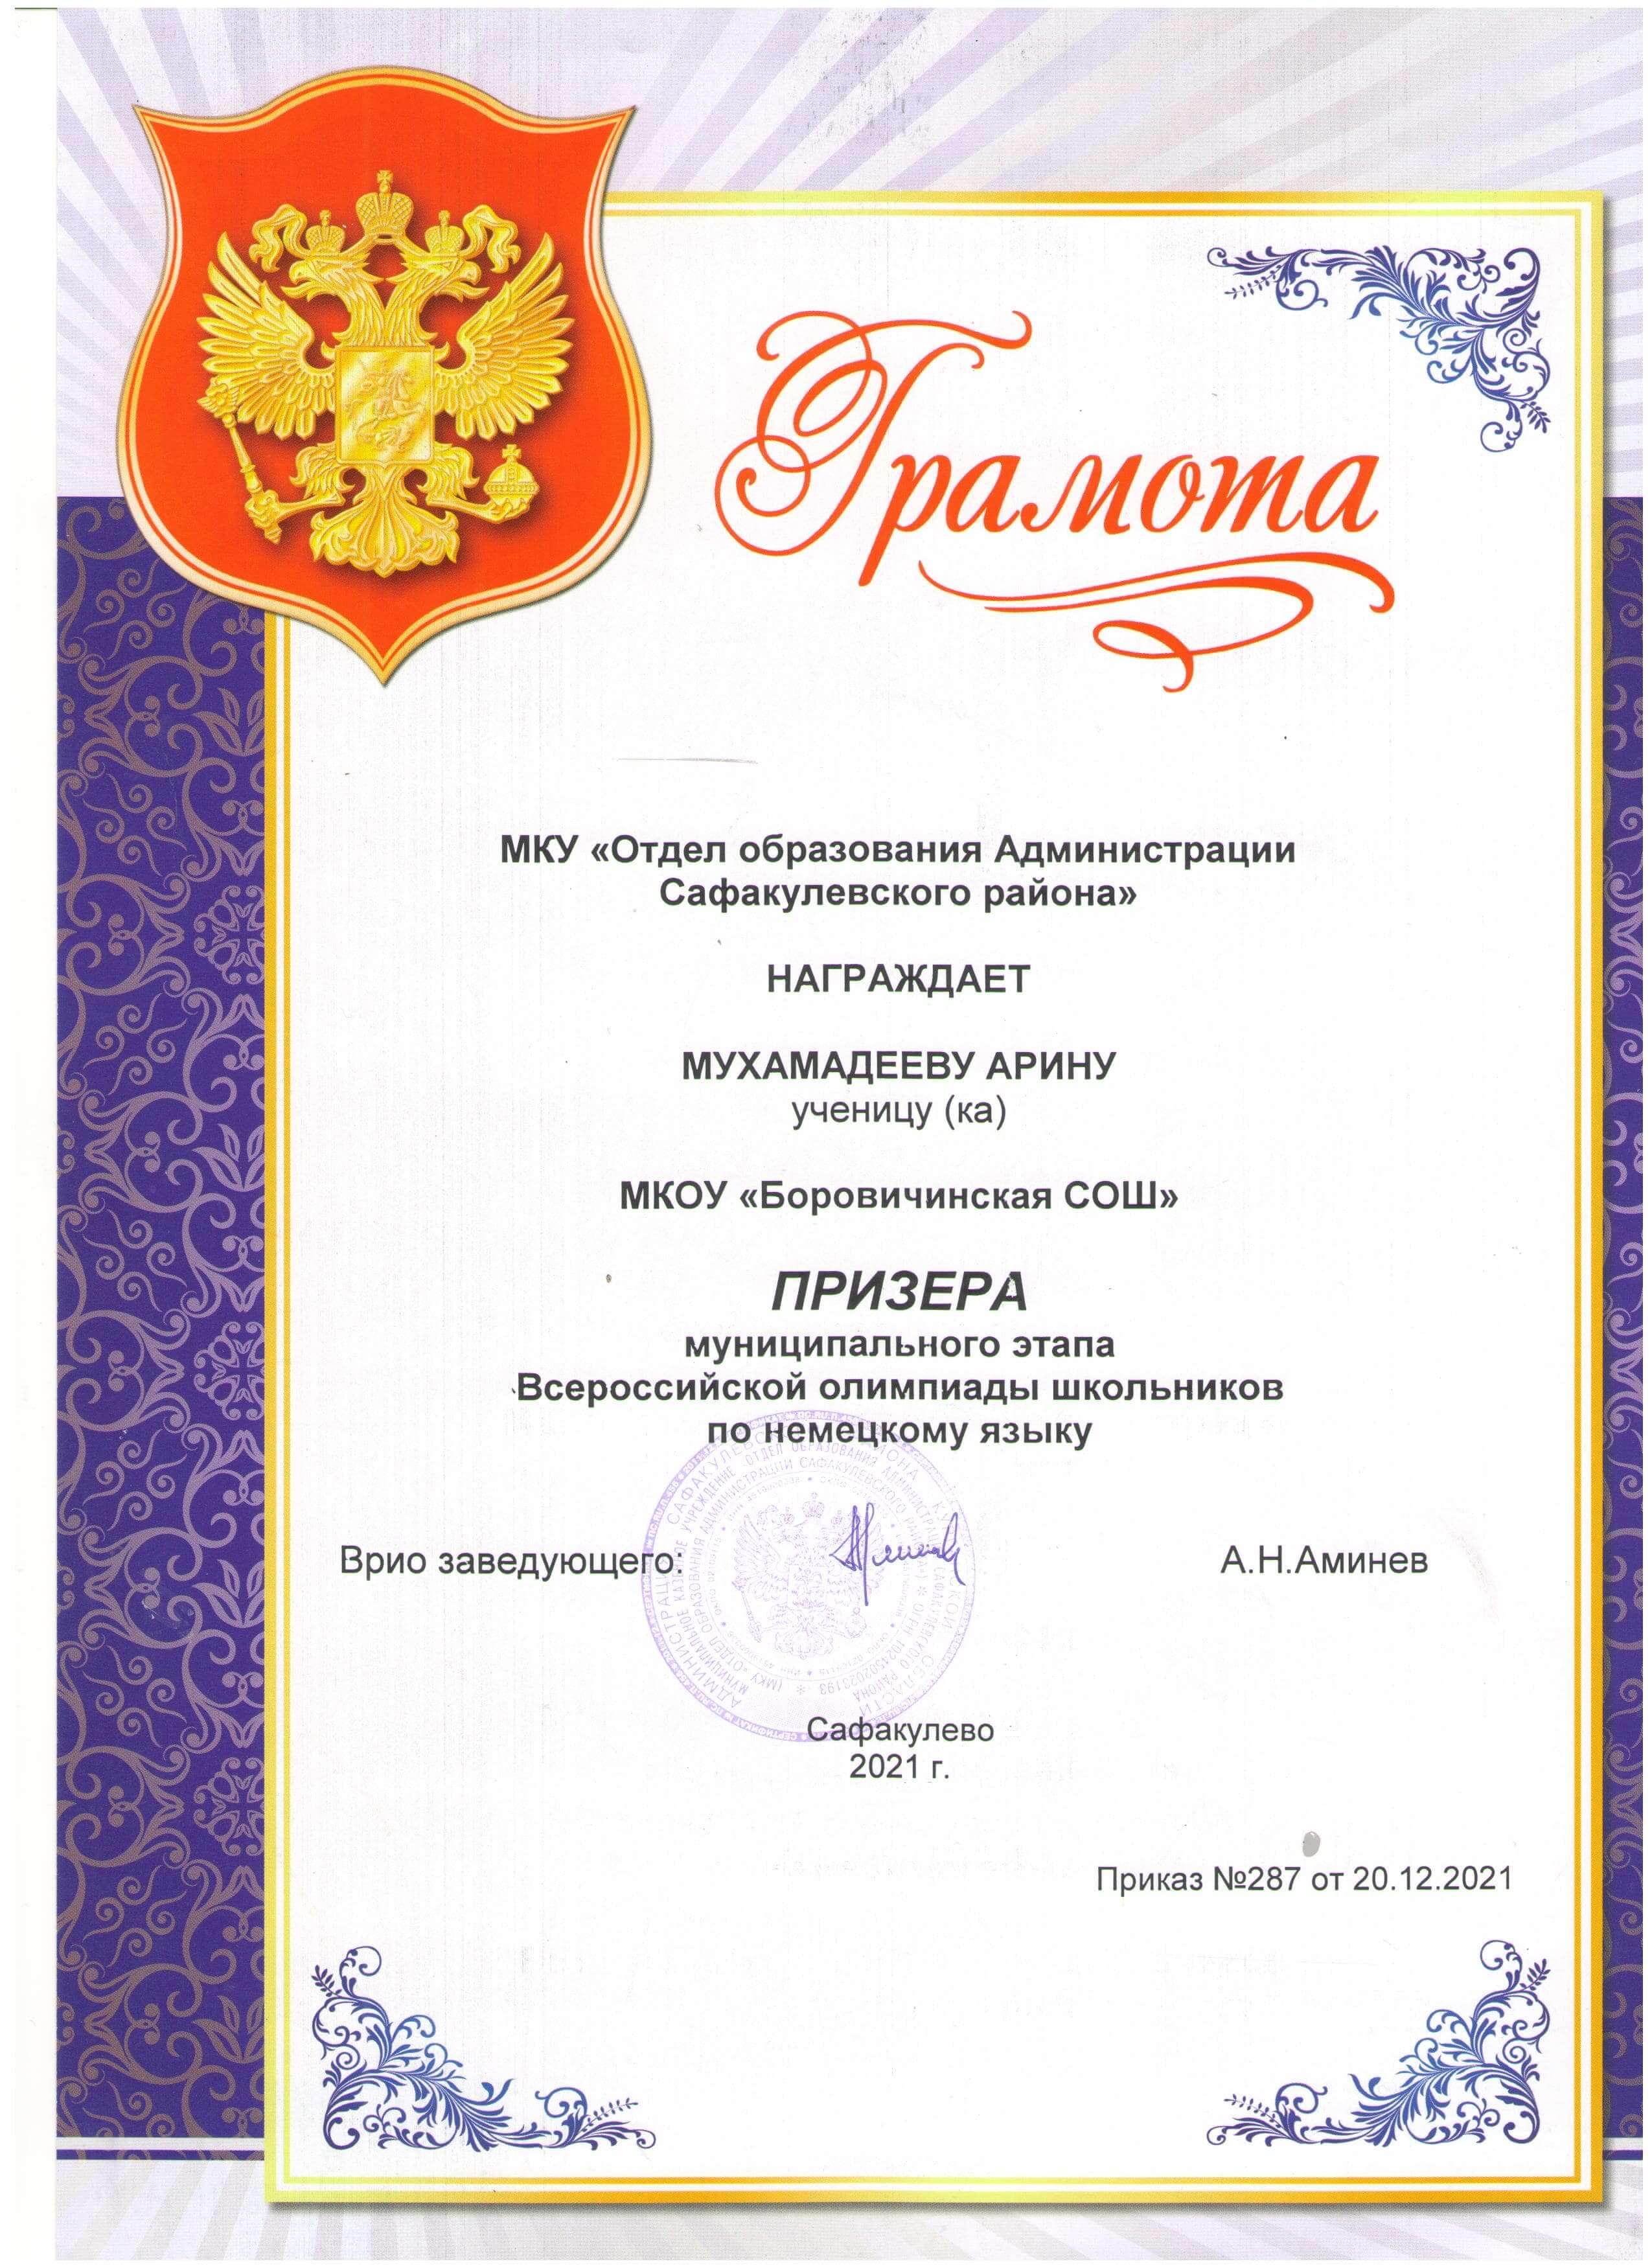 Грамота
МКУ «Отдел образования Администрации
Сафакулевского района»
НАГРАЖДАЕТ
МУХАМАДЕЕВУ АРИНУ
ученицу (ка)
МКОУ «Боровичинская СОШ»
ПРИЗЕРА
муниципального этапа
Всероссийской олимпиады школьников
по немецкому языку
Врио заведующего:
А.Н.Аминев
Сафакулево
2021 г.
Приказ №287 от 20.12.2021